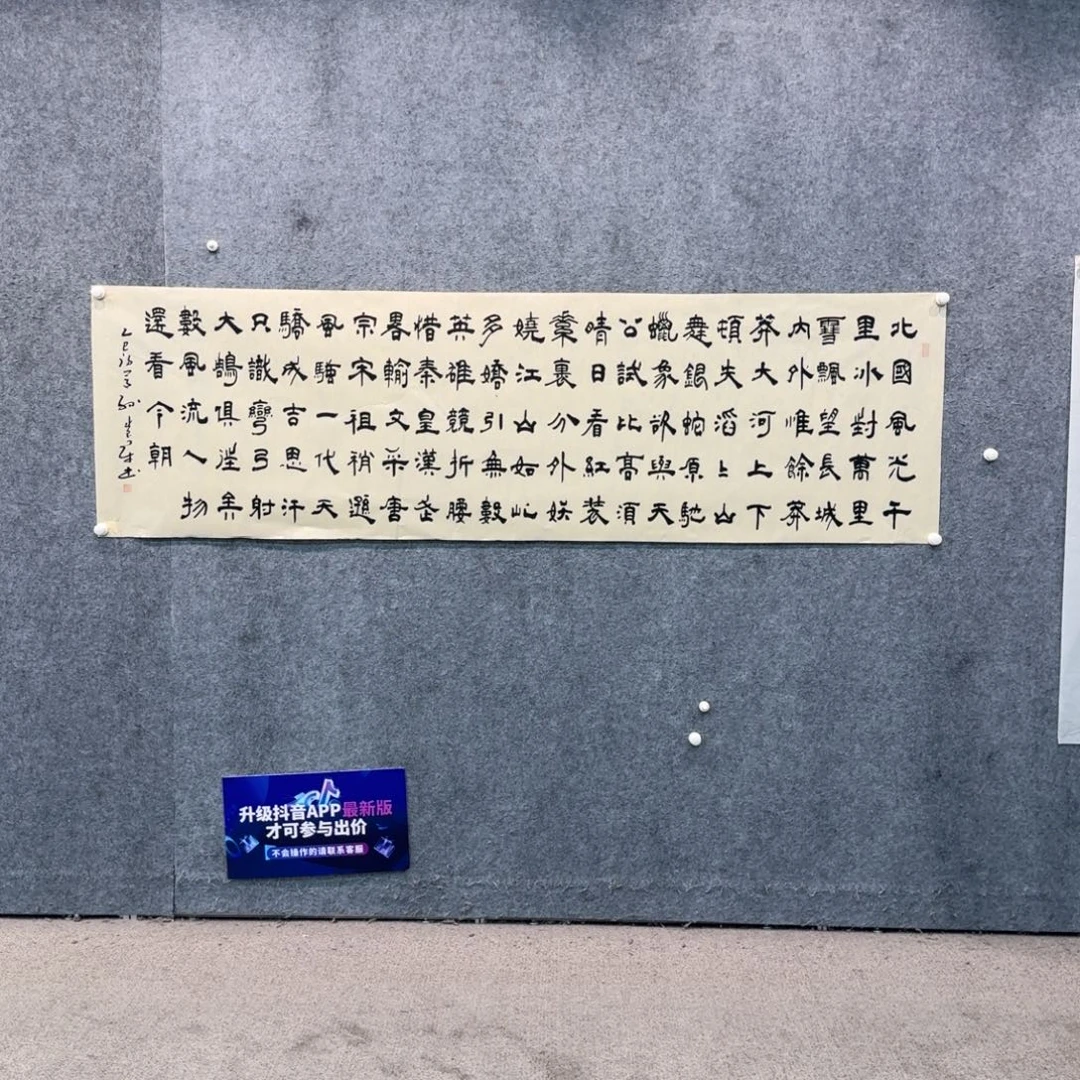 北國風光千
里冰封萬里
雪飄望長城
内外惟餘莽
莽大河上下
頓失滔〻山
舞銀蛇原馳
蠟象欲與天
公試比高須
晴日看紅装
素裹分外妖
嬈江山如此
多嬌引無數
英雄競折腰
惜秦皇漢武
畧輸文采唐
宗宋祖稍遜
風騷一代天
驕成吉思汗
只識彎弓射
大鵰俱往矣
數風流人物
還看今朝
升级抖音APP最新版
才可参与出价
不会操作的请联系客服